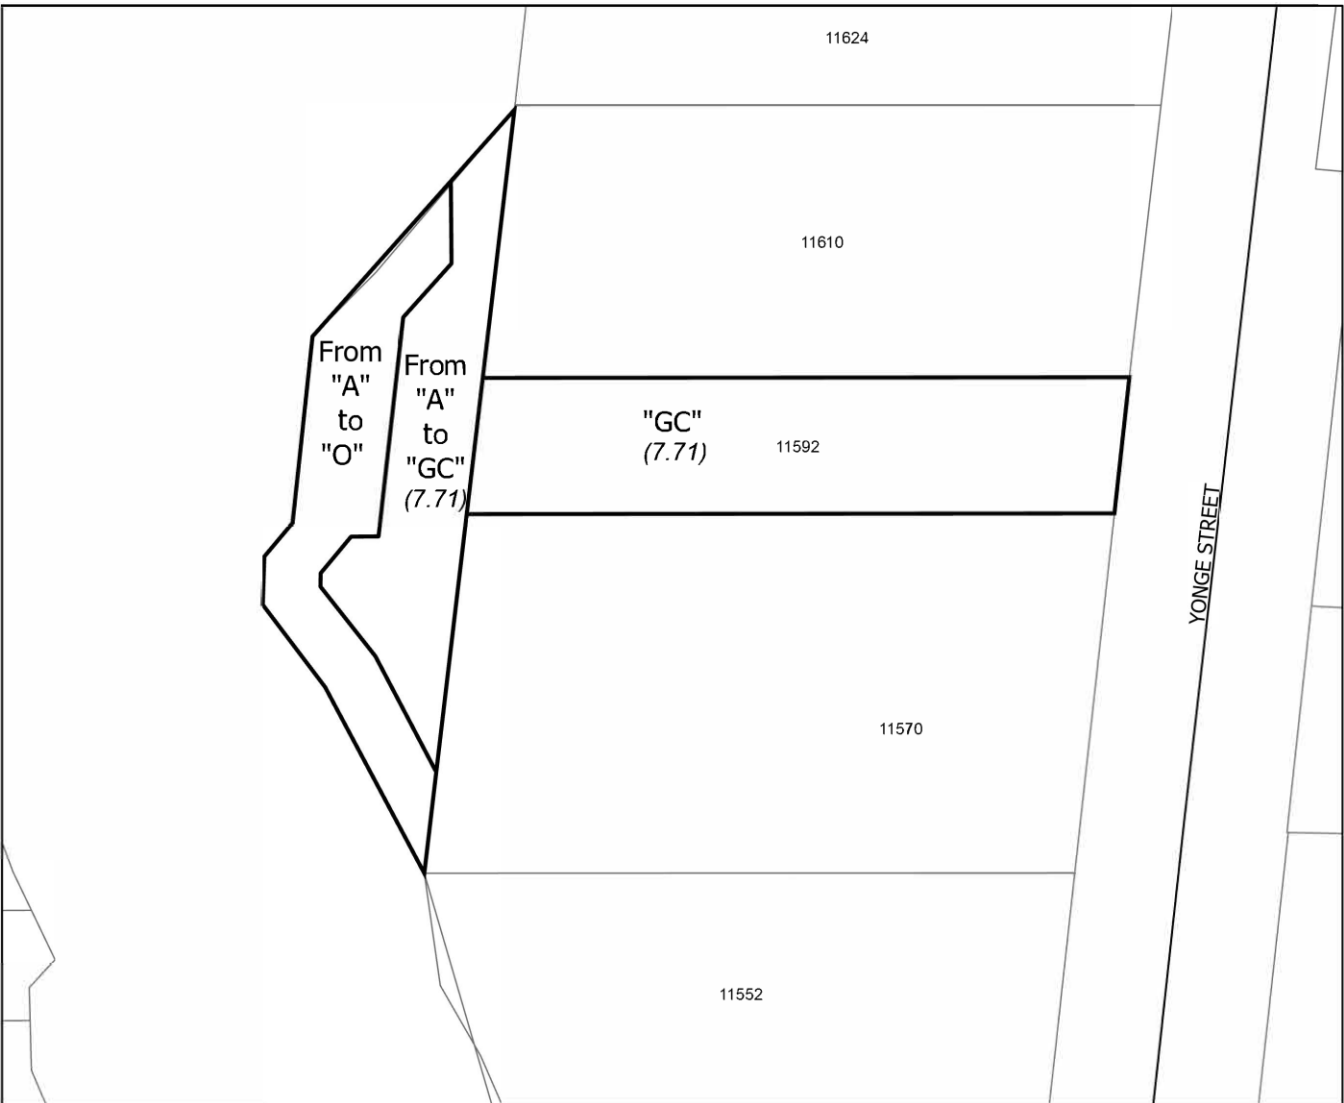 11624
11610
From
"A"
to
"O"
From
"A"
to
"GC"
(7.71)
"GC"
(7.71)
11592
YONGE STREET
11570
11552